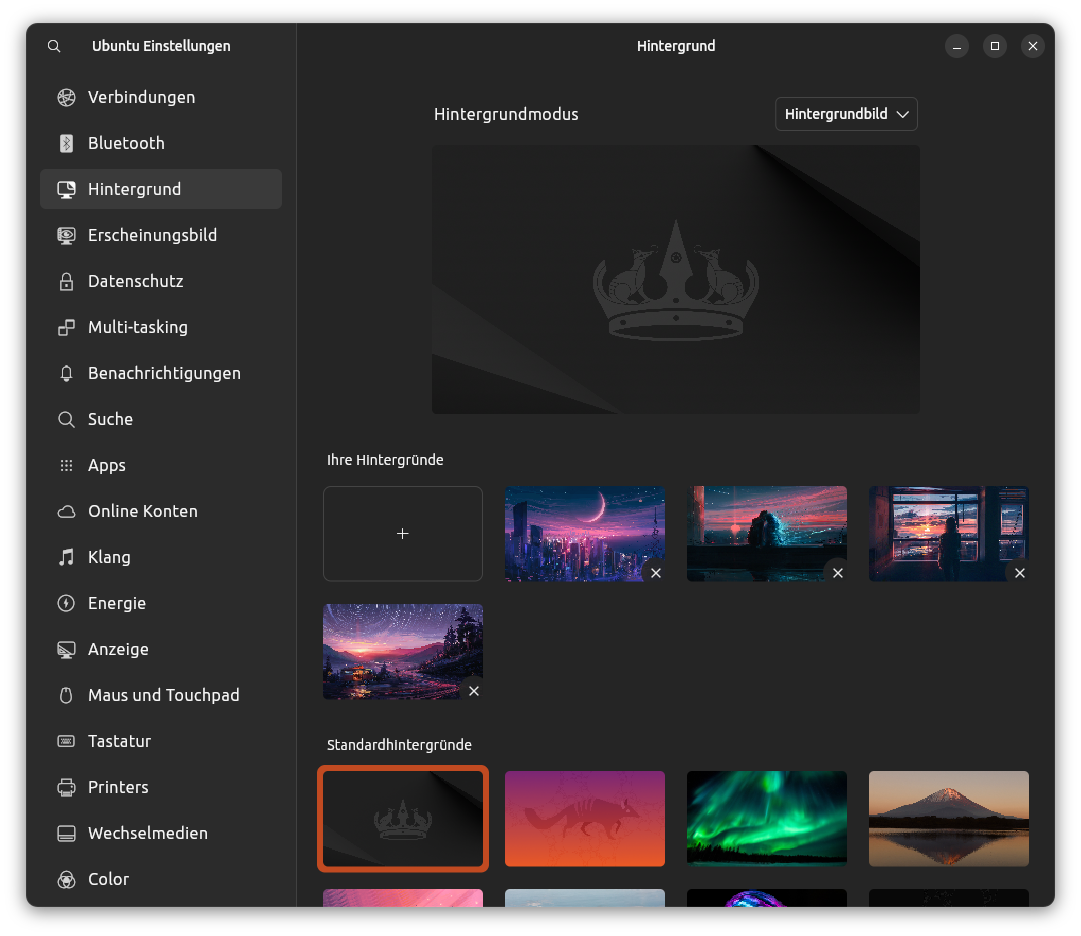 Ubuntu Einstellungen
Hintergrund
Verbindungen
Bluetooth
Hintergrund
Erscheinungsbild
Datenschutz
Multi-tasking
Benachrichtigungen
Suche
Apps
Online Konten
Klang
Energie
Anzeige
Maus und Touchpad
Tastatur
Printers
Wechselmedien
Color
Hintergrundmodus
Hintergrundbild
Ihre Hintergründe
Standardhintergründe